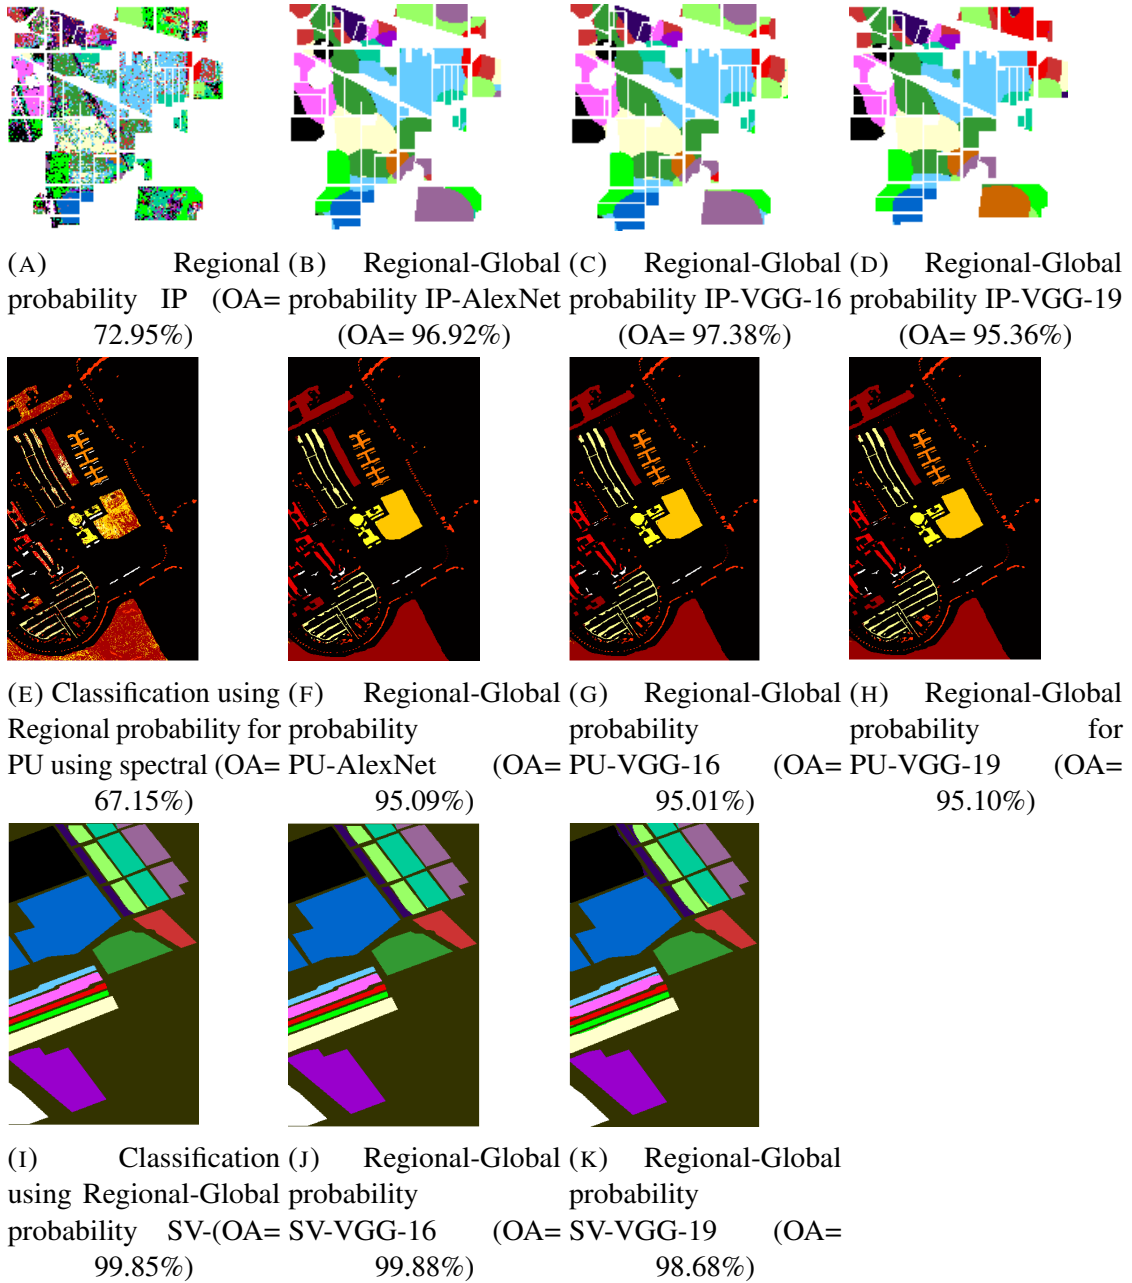 (A) Regional
probability IP (OA=
72.95%)
(B) Regional-Global
probability IP-AlexNet
(OA= 96.92%)
(C) Regional-Global
probability IP-VGG-16
(OA= 97.38%)
(D) Regional-Global
probability IP-VGG-19
(OA= 95.36%)
(E) Classification using
Regional probability for
PU using spectral (OA=
67.15%)
(F) Regional-Global
probability
PU-AlexNet (OA=
95.09%)
(G) Regional-Global
probability
PU-VGG-16 (OA=
95.01%)
(H) Regional-Global
probability for
PU-VGG-19 (OA=
95.10%)
(I) Classification
using Regional-Global
probability SV-(OA=
99.85%)
(J) Regional-Global
probability
SV-VGG-16 (OA=
99.88%)
(K) Regional-Global
probability
SV-VGG-19 (OA=
98.68%)